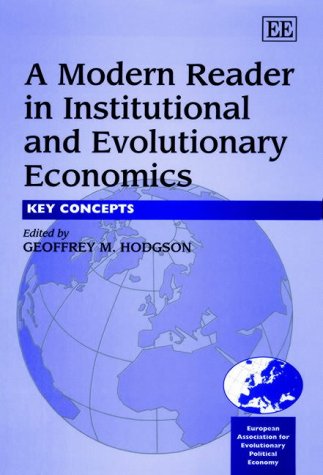 EE
A Modern Reader
in Institutional
and Evolutionary
Economics
KEY CONCEPTS
Edited by
GEOFFREY M. HODGSON
European
Association for
Evolutionary
Political
Economy